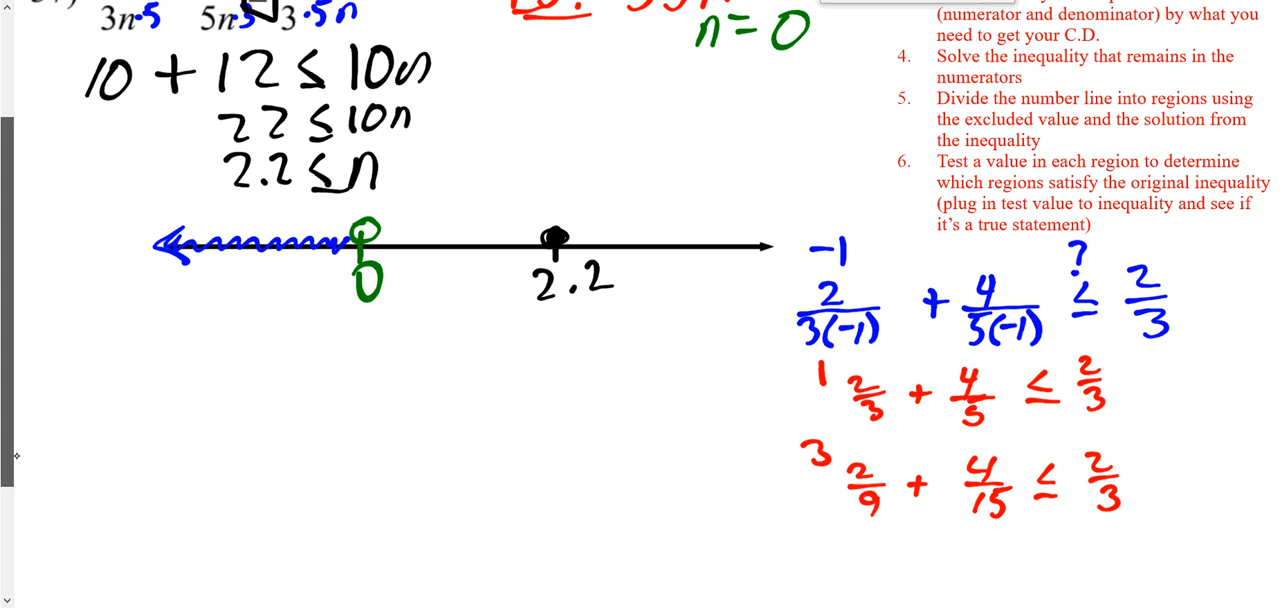 3n·5 5n·3 3·5n
n = 0
10 + 12 ≤ 10n
22 ≤ 10n
2.2 ≤ n
0 2.2
(numerator and denominator) by what you
need to get your C.D.
4. Solve the inequality that remains in the
numerators
5. Divide the number line into regions using
the excluded value and the solution from
the inequality
6. Test a value in each region to determine
which regions satisfy the original inequality
(plug in test value to inequality and see if
it's a true statement)
-1 ?
2/3(-1) + 4/5(-1) ≤ 2/3
1 2/3 + 4/5 ≤ 2/3
3 2/9 + 4/15 ≤ 2/3